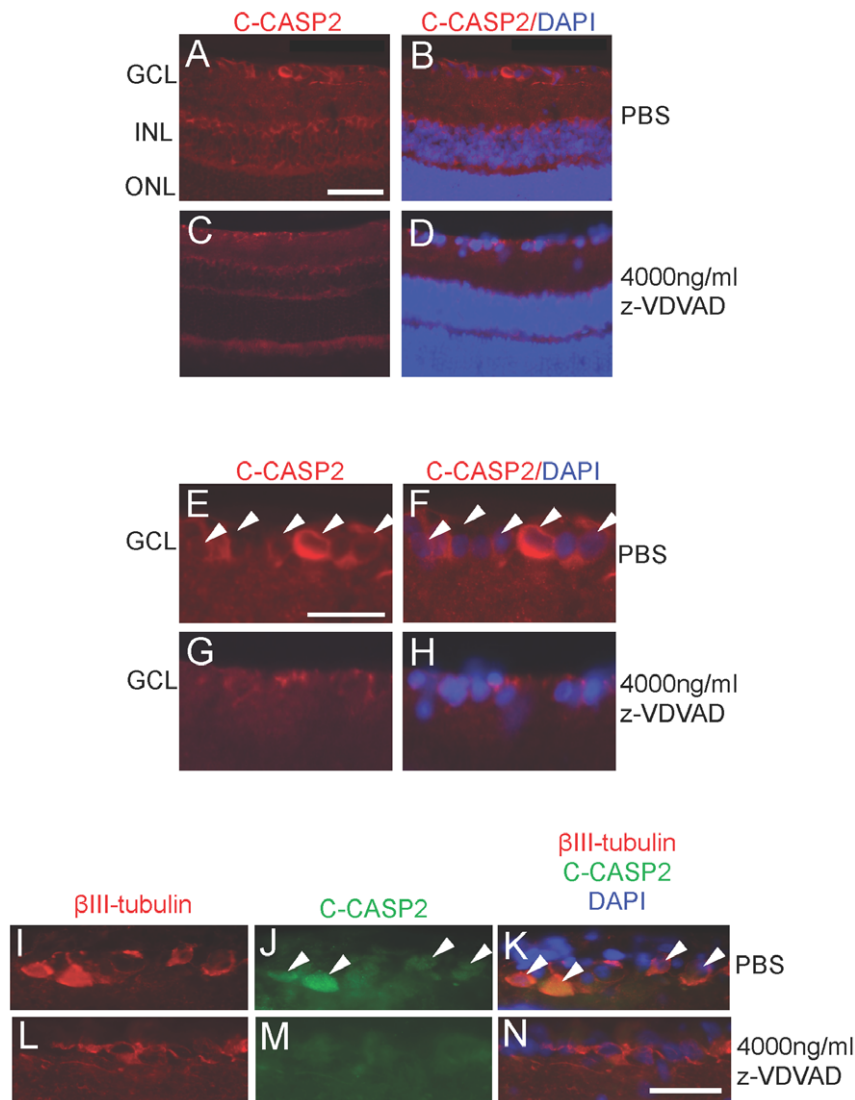 C-CASP2
C-CASP2/DAPI
A
B
GCL
INL
ONL
PBS
C
D
4000ng/ml
z-VDVAD
C-CASP2
C-CASP2/DAPI
E
F
GCL
PBS
G
H
GCL
4000ng/ml
z-VDVAD
βIII-tubulin
C-CASP2
βIII-tubulin
C-CASP2
DAPI
I
J
K
PBS
L
M
N
4000ng/ml
z-VDVAD